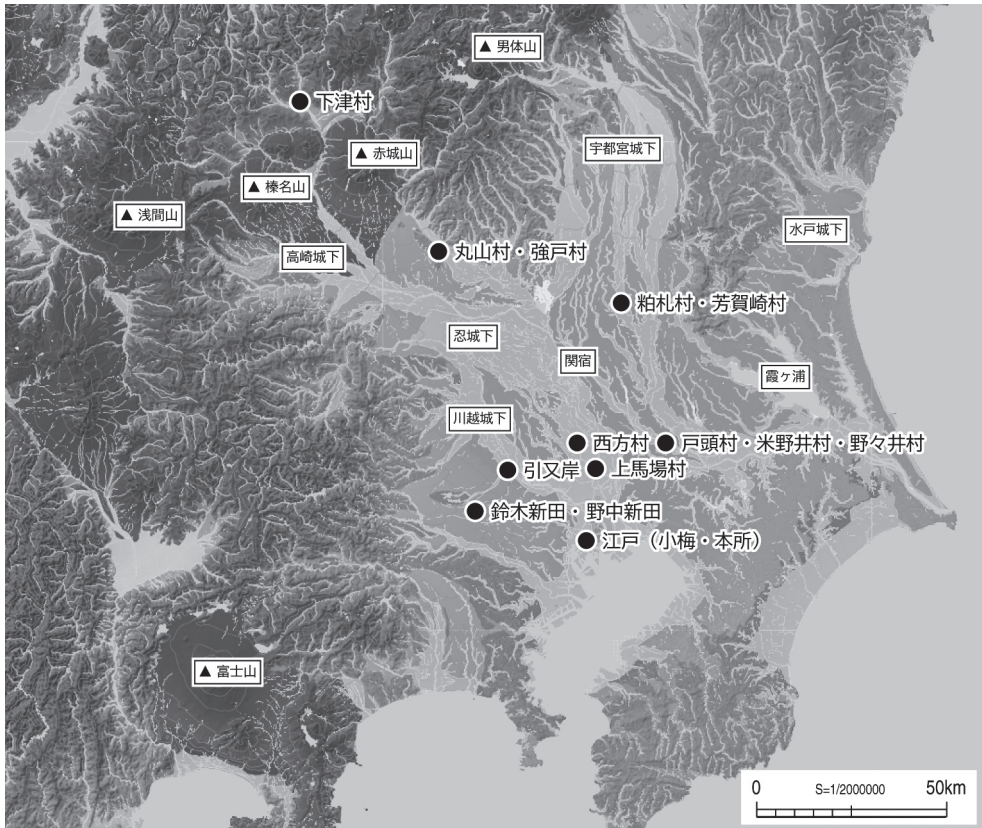 ▲ 男体山
下津村
▲ 赤城山
宇都宮城下
▲ 榛名山
▲ 浅間山
水戸城下
高崎城下
丸山村・強戸村
粕札村・芳賀崎村
忍城下
関宿
霞ヶ浦
川越城下
西方村
戸頭村・米野井村・野々井村
引又岸
上馬場村
鈴木新田・野中新田
江戸（小梅・本所）
▲ 富士山
0 S=1/2000000 50km